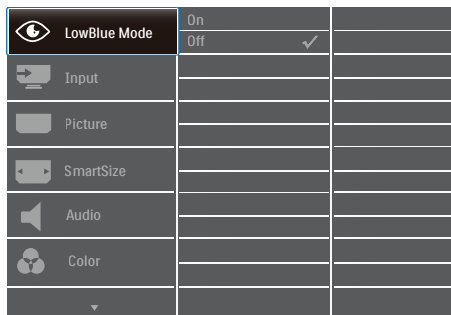 LowBlue Mode
On
Off
Input
Picture
SmartSize
Audio
Color